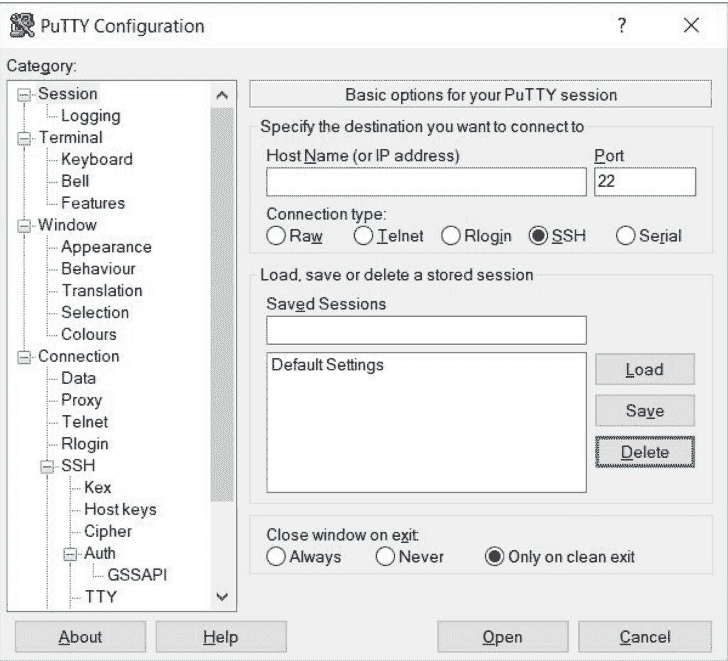 PuTTY Configuration
?
Category:
Session
Logging
Terminal
Keyboard
Bell
Features
Window
Appearance
Behaviour
Translation
Selection
Colours
Connection
Data
Proxy
Telnet
Rlogin
SSH
Kex
Host keys
Cipher
Auth
GSSAPI
TTY
Basic options for your PuTTY session
Specify the destination you want to connect to
Host Name (or IP address) Port
22
Connection type:
Raw Telnet Rlogin SSH Serial
Load, save or delete a stored session
Saved Sessions
Default Settings
Load
Save
Delete
Close window on exit:
Always Never Only on clean exit
About Help Open Cancel